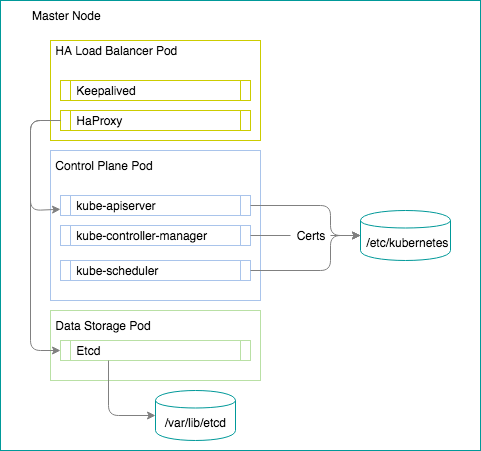 Master Node
HA Load Balancer Pod
Keepalived
HaProxy
Control Plane Pod
kube-apiserver
kube-controller-manager
Certs
/etc/kubernetes
kube-scheduler
Data Storage Pod
Etcd
/var/lib/etcd